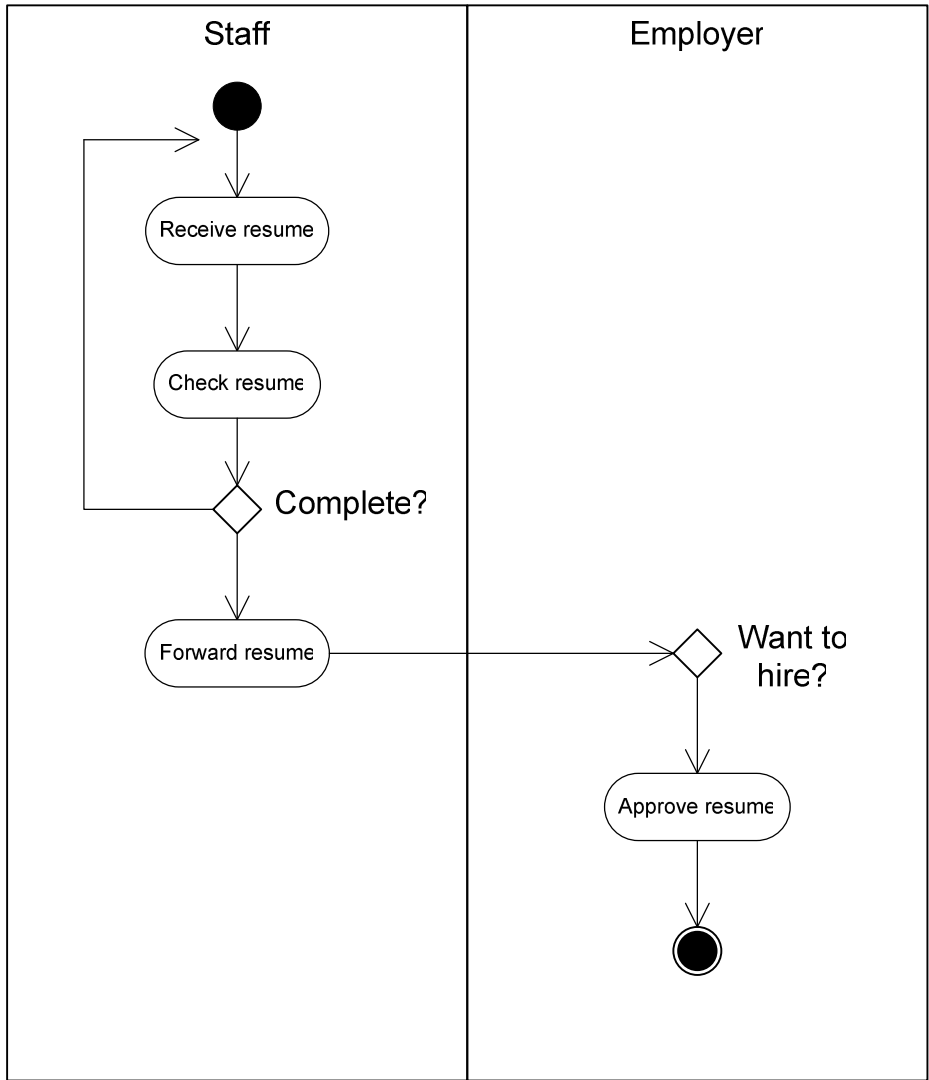 Staff
Employer
Receive resume
Check resume
Complete?
Forward resume
Want to
hire?
Approve resume